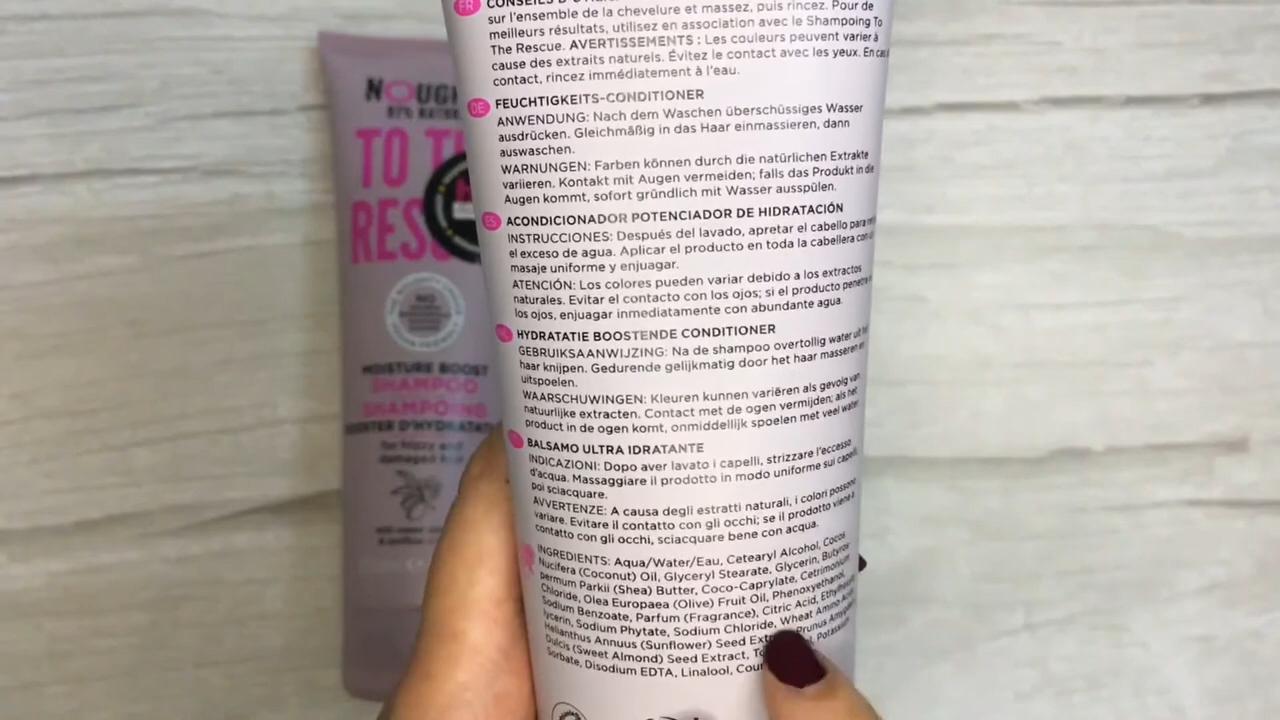 FR
sur l'ensemble de la chevelure et massez, puis rincez. Pour de
meilleurs résultats, utilisez en association avec le Shampoing To
The Rescue. AVERTISSEMENTS : Les couleurs peuvent varier à
cause des extraits naturels. Évitez le contact avec les yeux. En cas
contact, rincez immédiatement à l'eau.
DE FEUCHTIGKEITS-CONDITIONER
ANWENDUNG: Nach dem Waschen überschüssiges Wasser
ausdrücken. Gleichmäßig in das Haar einmassieren, dann
auswaschen.
WARNUNGEN: Farben können durch die natürlichen Extrakte
variieren. Kontakt mit Augen vermeiden; falls das Produkt in die
Augen kommt, sofort gründlich mit Wasser ausspülen.
ES ACONDICIONADOR POTENCIADOR DE HIDRATACIÓN
INSTRUCCIONES: Después del lavado, apretar el cabello para
el exceso de agua. Aplicar el producto en toda la cabellera con
masaje uniforme y enjuagar.
ATENCIÓN: Los colores pueden variar debido a los extractos
naturales. Evitar el contacto con los ojos; si el producto penetra
los ojos, enjuagar inmediatamente con abundante agua.
HYDRATATIE BOOSTENDE CONDITIONER
GEBRUIKSAANWIJZING: Na de shampoo overtollig water uit
haar knijpen. Gedurende gelijkmatig door het haar masseren en
uitspoelen.
WAARSCHUWINGEN: Kleuren kunnen variëren als gevolg van
natuurlijke extracten. Contact met de ogen vermijden; als het
product in de ogen komt, onmiddellijk spoelen met veel water
BALSAMO ULTRA IDRATANTE
INDICAZIONI: Dopo aver lavato i capelli, strizzare l'eccesso
d'acqua. Massaggiare il prodotto in modo uniforme sui capelli,
poi sciacquare.
AVVERTENZE: A causa degli estratti naturali, i colori possono
variare. Evitare il contatto con gli occhi; se il prodotto viene a
contatto con gli occhi, sciacquare bene con acqua.
INGREDIENTS: Aqua/Water/Eau, Cetearyl Alcohol, Cocos
Nucifera (Coconut) Oil, Glyceryl Stearate, Glycerin, Butyros
permum Parkii (Shea) Butter, Coco-Caprylate, Cetrimonium
Chloride, Olea Europaea (Olive) Fruit Oil, Phenoxyethanol,
Sodium Benzoate, Parfum (Fragrance), Citric Acid, Ethylhexylg
lycerin, Sodium Phytate, Sodium Chloride, Wheat Amino Acids,
Helianthus Annuus (Sunflower) Seed Extract, Prunus Amygdalus
Dulcis (Sweet Almond) Seed Extract, Potassium
Sorbate, Disodium EDTA, Linalool,
TO
MOISTURE BOOST
SHAMPOO
SHAMPOING
for frizzy and